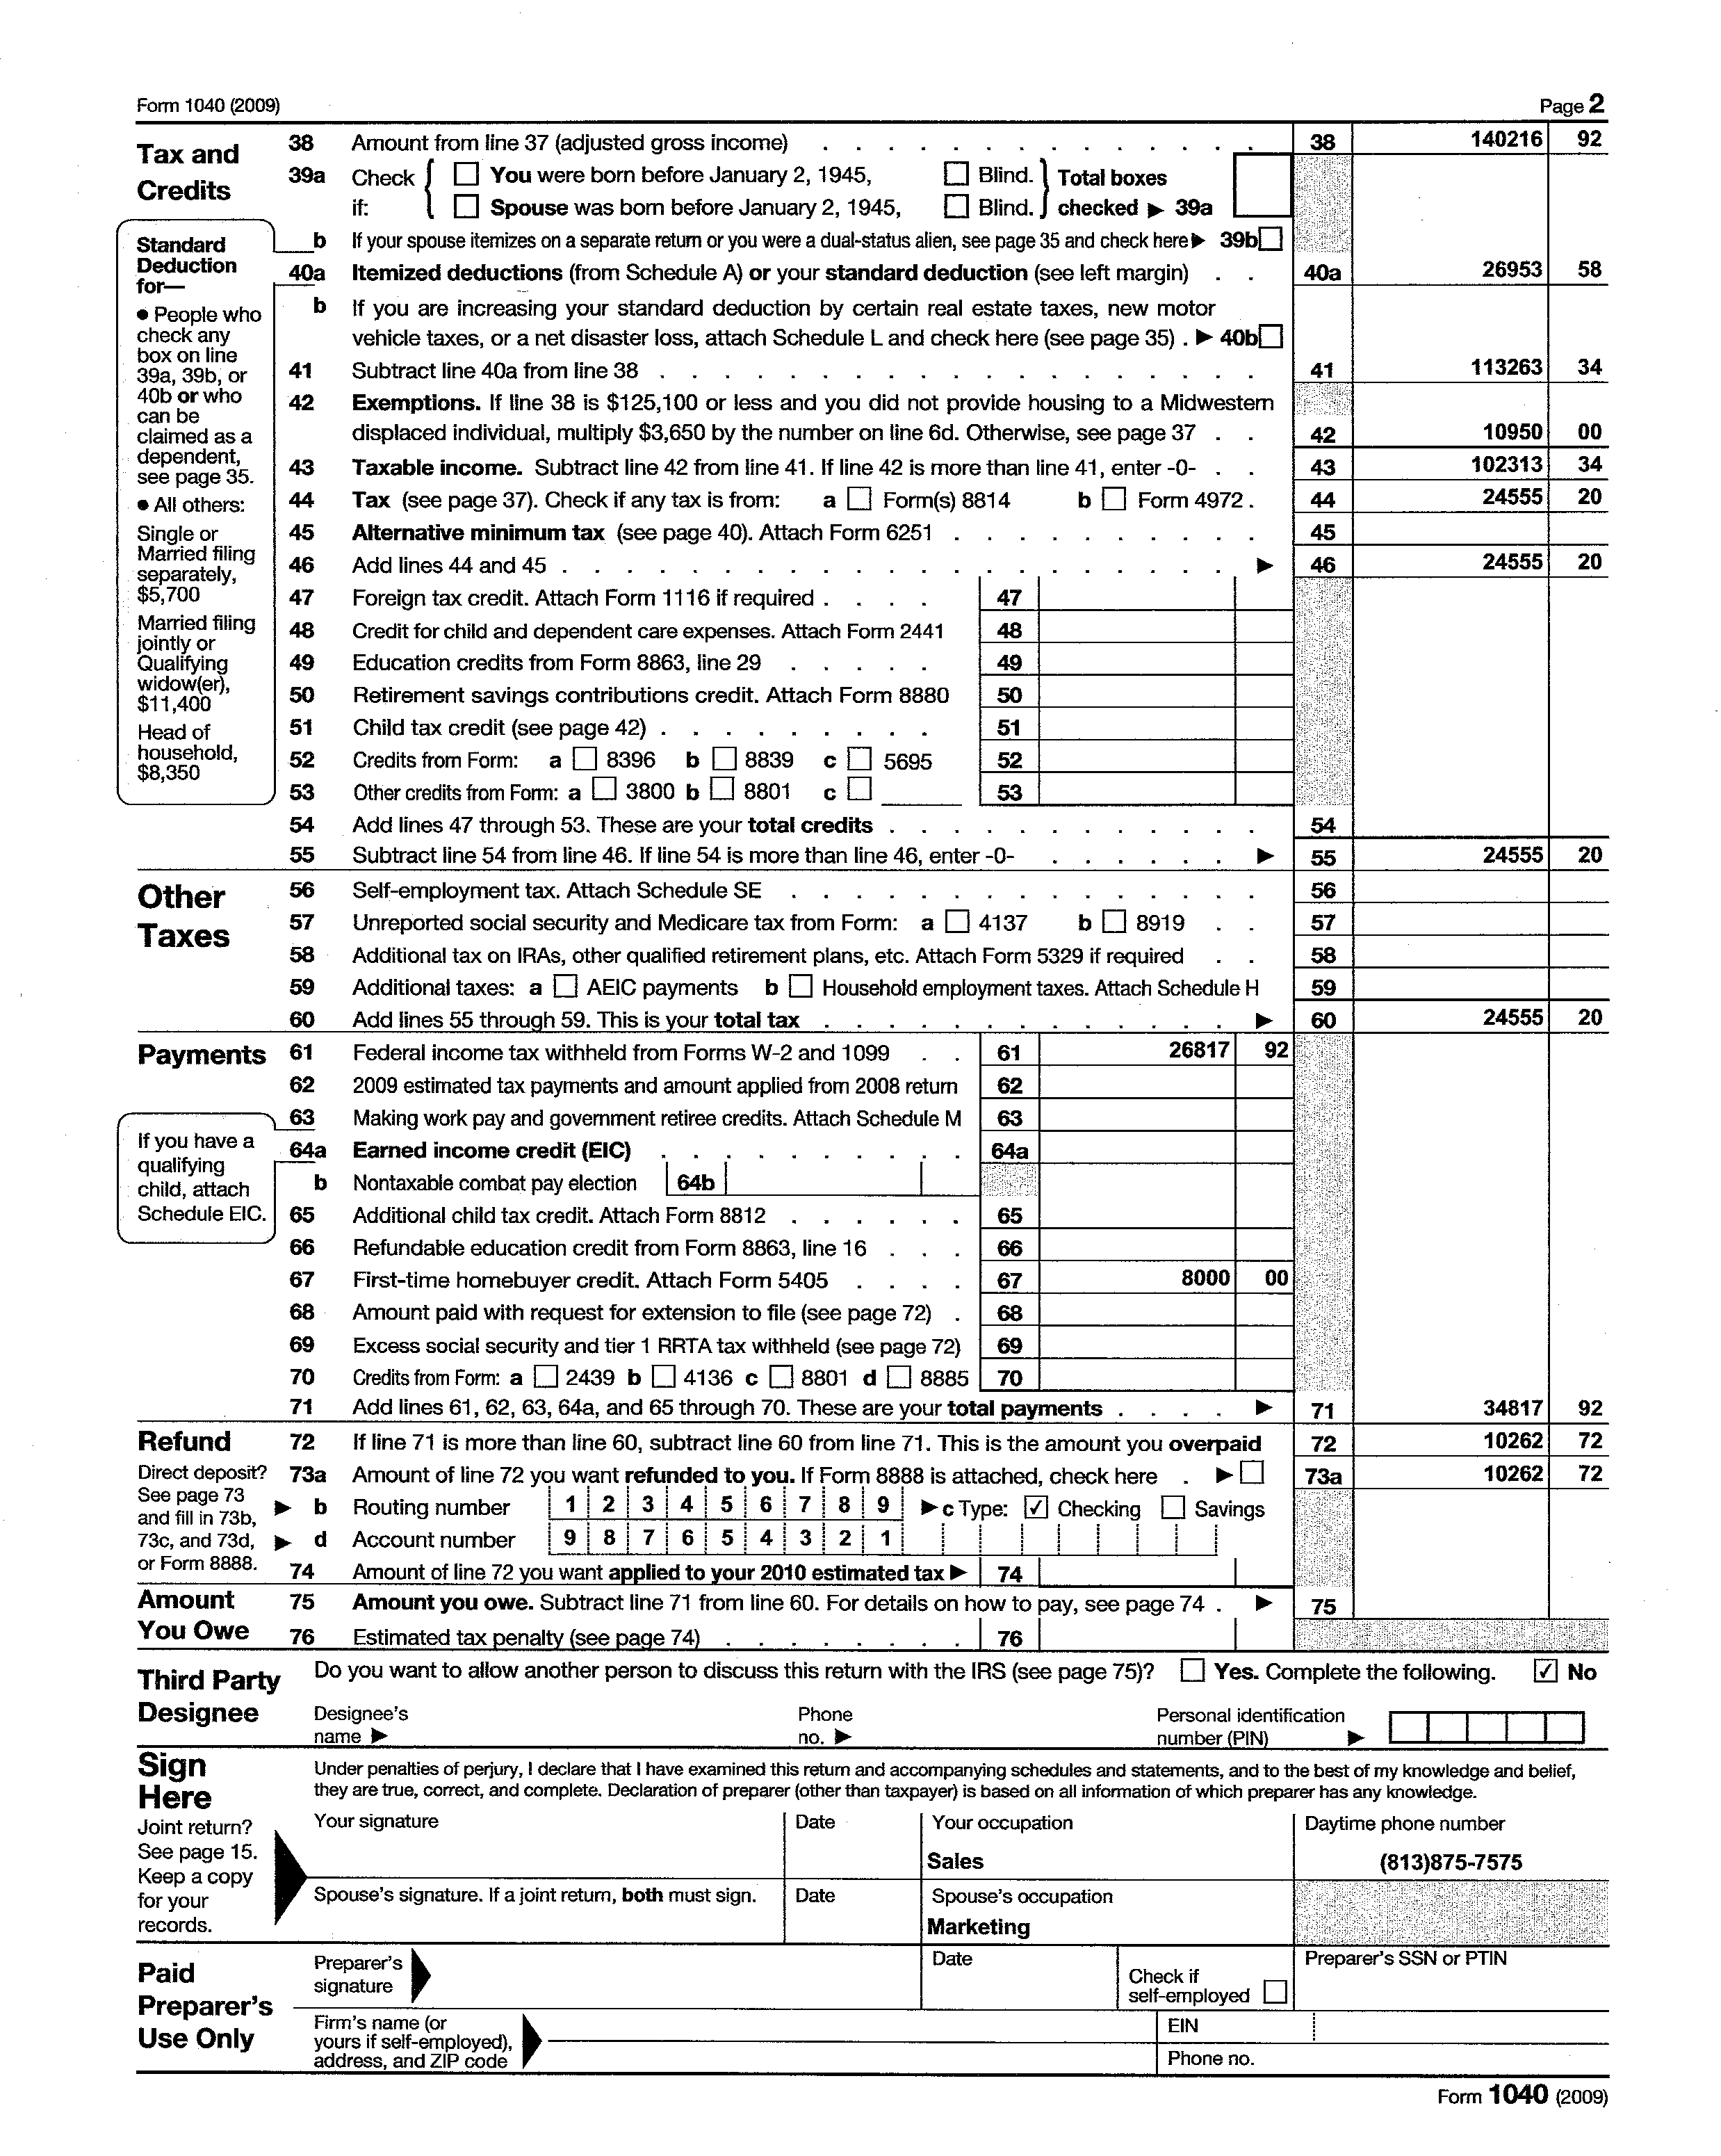 Form 1040 (2009) Page 2
Tax and Credits
38 Amount from line 37 (adjusted gross income) . . . . . . . . . . . . . . 38 140216 92
39a Check if: { ☐ You were born before January 2, 1945, ☐ Blind. } Total boxes
☐ Spouse was born before January 2, 1945, ☐ Blind. } checked ► 39a
b If your spouse itemizes on a separate return or you were a dual-status alien, see page 35 and check here ► 39b ☐
Standard
Deduction
for—
● People who
check any
box on line
39a, 39b, or
40b or who
can be
claimed as a
dependent,
see page 35.
● All others:
Single or
Married filing
separately,
$5,700
Married filing
jointly or
Qualifying
widow(er),
$11,400
Head of
household,
$8,350
40a Itemized deductions (from Schedule A) or your standard deduction (see left margin) . . 40a 26953 58
b If you are increasing your standard deduction by certain real estate taxes, new motor
vehicle taxes, or a net disaster loss, attach Schedule L and check here (see page 35) . ► 40b ☐
41 Subtract line 40a from line 38 . . . . . . . . . . . . . . . . . . . 41 113263 34
42 Exemptions. If line 38 is $125,100 or less and you did not provide housing to a Midwestern
displaced individual, multiply $3,650 by the number on line 6d. Otherwise, see page 37 . . 42 10950 00
43 Taxable income. Subtract line 42 from line 41. If line 42 is more than line 41, enter -0- . . 43 102313 34
44 Tax (see page 37). Check if any tax is from: a ☐ Form(s) 8814 b ☐ Form 4972 . 44 24555 20
45 Alternative minimum tax (see page 40). Attach Form 6251 . . . . . . . . . . 45
46 Add lines 44 and 45 . . . . . . . . . . . . . . . . . . . . . ► 46 24555 20
47 Foreign tax credit. Attach Form 1116 if required . . . . 47
48 Credit for child and dependent care expenses. Attach Form 2441 48
49 Education credits from Form 8863, line 29 . . . . . 49
50 Retirement savings contributions credit. Attach Form 8880 50
51 Child tax credit (see page 42) . . . . . . . . . 51
52 Credits from Form: a ☐ 8396 b ☐ 8839 c ☐ 5695 52
53 Other credits from Form: a ☐ 3800 b ☐ 8801 c ☐ 53
54 Add lines 47 through 53. These are your total credits . . . . . . . . . . . . 54
55 Subtract line 54 from line 46. If line 54 is more than line 46, enter -0- . . . . . . ► 55 24555 20
Other Taxes
56 Self-employment tax. Attach Schedule SE . . . . . . . . . . . . . . . 56
57 Unreported social security and Medicare tax from Form: a ☐ 4137 b ☐ 8919 . . 57
58 Additional tax on IRAs, other qualified retirement plans, etc. Attach Form 5329 if required . . 58
59 Additional taxes: a ☐ AEIC payments b ☐ Household employment taxes. Attach Schedule H 59
60 Add lines 55 through 59. This is your total tax . . . . . . . . . . . . . ► 60 24555 20
Payments
61 Federal income tax withheld from Forms W-2 and 1099 . . 61 26817 92
62 2009 estimated tax payments and amount applied from 2008 return 62
63 Making work pay and government retiree credits. Attach Schedule M 63
If you have a
qualifying
child, attach
Schedule EIC.
64a Earned income credit (EIC) . . . . . . . . . . 64a
b Nontaxable combat pay election 64b
65 Additional child tax credit. Attach Form 8812 . . . . . . 65
66 Refundable education credit from Form 8863, line 16 . . . 66
67 First-time homebuyer credit. Attach Form 5405 . . . . 67 8000 00
68 Amount paid with request for extension to file (see page 72) . 68
69 Excess social security and tier 1 RRTA tax withheld (see page 72) 69
70 Credits from Form: a ☐ 2439 b ☐ 4136 c ☐ 8801 d ☐ 8885 70
71 Add lines 61, 62, 63, 64a, and 65 through 70. These are your total payments . . . . ► 71 34817 92
Refund
72 If line 71 is more than line 60, subtract line 60 from line 71. This is the amount you overpaid 72 10262 72
Direct deposit?
See page 73
and fill in 73b,
73c, and 73d,
or Form 8888.
73a Amount of line 72 you want refunded to you. If Form 8888 is attached, check here . ► ☐ 73a 10262 72
► b Routing number 1 2 3 4 5 6 7 8 9 ► c Type: ☑ Checking ☐ Savings
► d Account number 9 8 7 6 5 4 3 2 1
74 Amount of line 72 you want applied to your 2010 estimated tax ► 74
Amount You Owe
75 Amount you owe. Subtract line 71 from line 60. For details on how to pay, see page 74 . ► 75
76 Estimated tax penalty (see page 74) . . . . . . . . 76
Third Party Designee
Do you want to allow another person to discuss this return with the IRS (see page 75)? ☐ Yes. Complete the following. ☑ No
Designee's name ► Phone no. ► Personal identification number (PIN) ►
Sign Here
Joint return?
See page 15.
Keep a copy
for your
records.
Under penalties of perjury, I declare that I have examined this return and accompanying schedules and statements, and to the best of my knowledge and belief,
they are true, correct, and complete. Declaration of preparer (other than taxpayer) is based on all information of which preparer has any knowledge.
Your signature Date Your occupation Daytime phone number
Sales (813)875-7575
Spouse's signature. If a joint return, both must sign. Date Spouse's occupation
Marketing
Paid Preparer's Use Only
Preparer's signature Date Check if self-employed ☐ Preparer's SSN or PTIN
Firm's name (or
yours if self-employed),
address, and ZIP code
EIN
Phone no.
Form 1040 (2009)